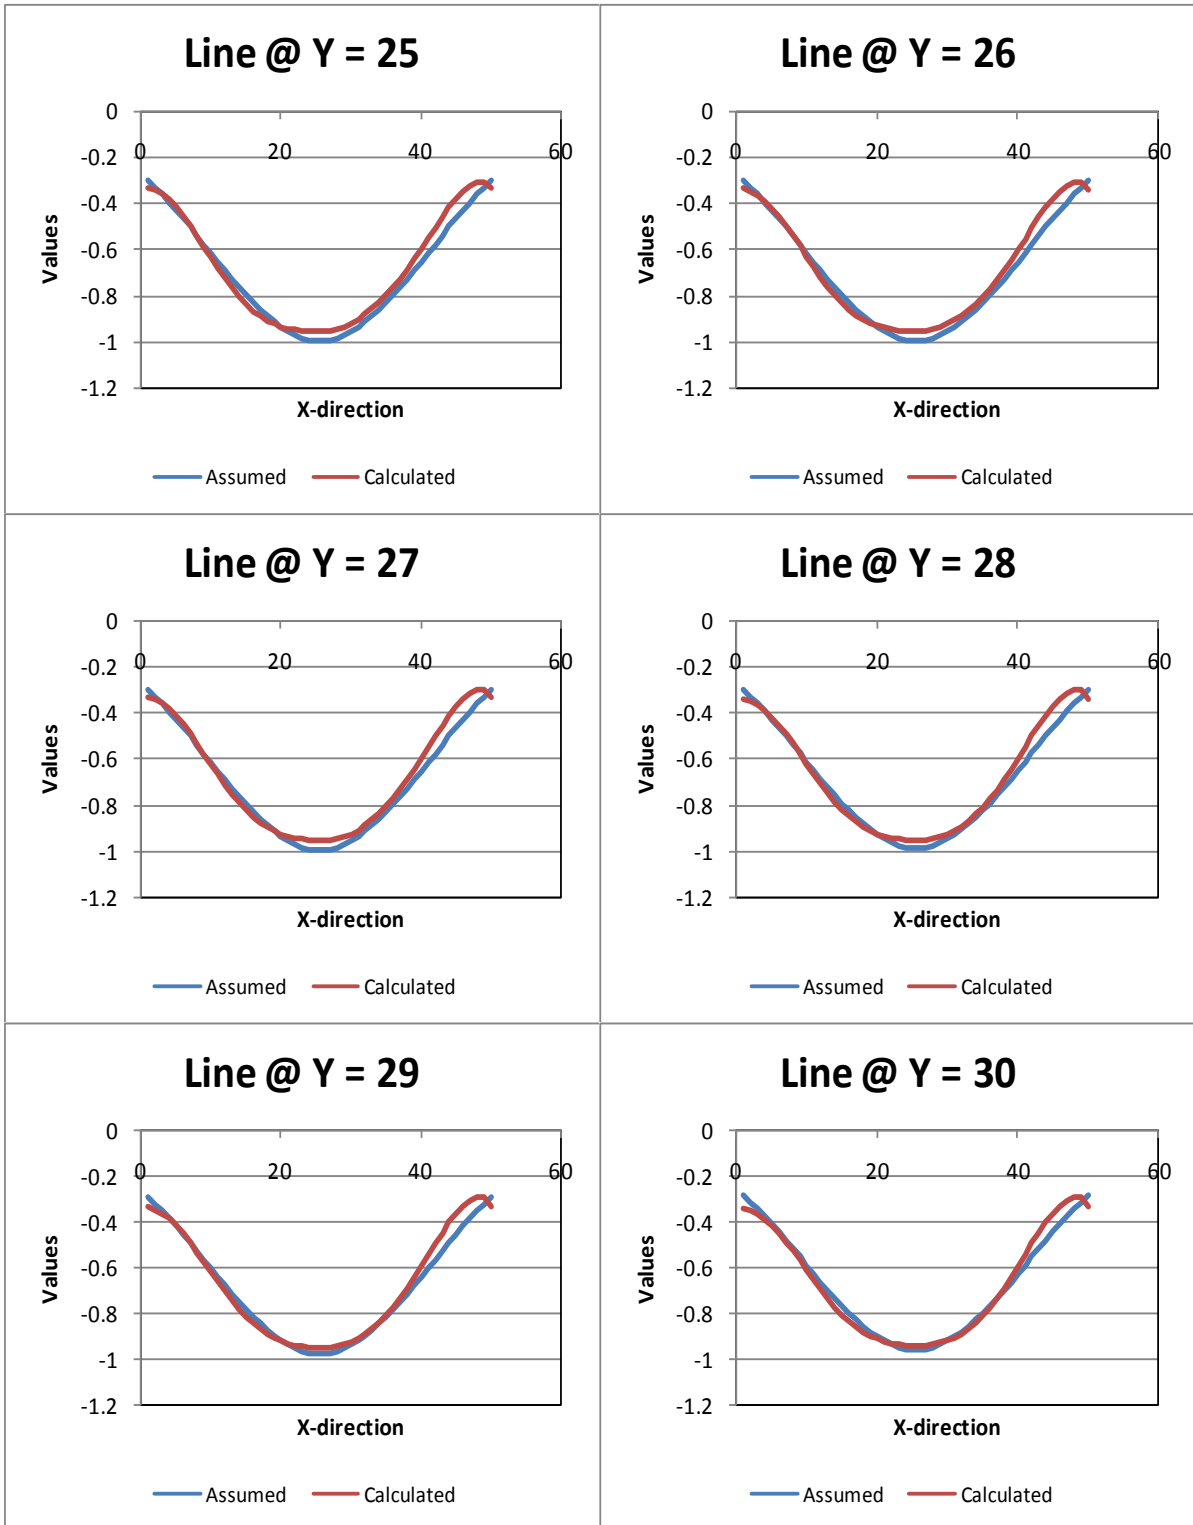 Line @ Y = 25
0
-0.2
-0.4
-0.6
-0.8
-1
-1.2
0 20 40 60
Values
X-direction
Assumed Calculated
Line @ Y = 26
0
-0.2
-0.4
-0.6
-0.8
-1
-1.2
0 20 40 60
Values
X-direction
Assumed Calculated
Line @ Y = 27
0
-0.2
-0.4
-0.6
-0.8
-1
-1.2
0 20 40 60
Values
X-direction
Assumed Calculated
Line @ Y = 28
0
-0.2
-0.4
-0.6
-0.8
-1
-1.2
0 20 40 60
Values
X-direction
Assumed Calculated
Line @ Y = 29
0
-0.2
-0.4
-0.6
-0.8
-1
-1.2
0 20 40 60
Values
X-direction
Assumed Calculated
Line @ Y = 30
0
-0.2
-0.4
-0.6
-0.8
-1
-1.2
0 20 40 60
Values
X-direction
Assumed Calculated